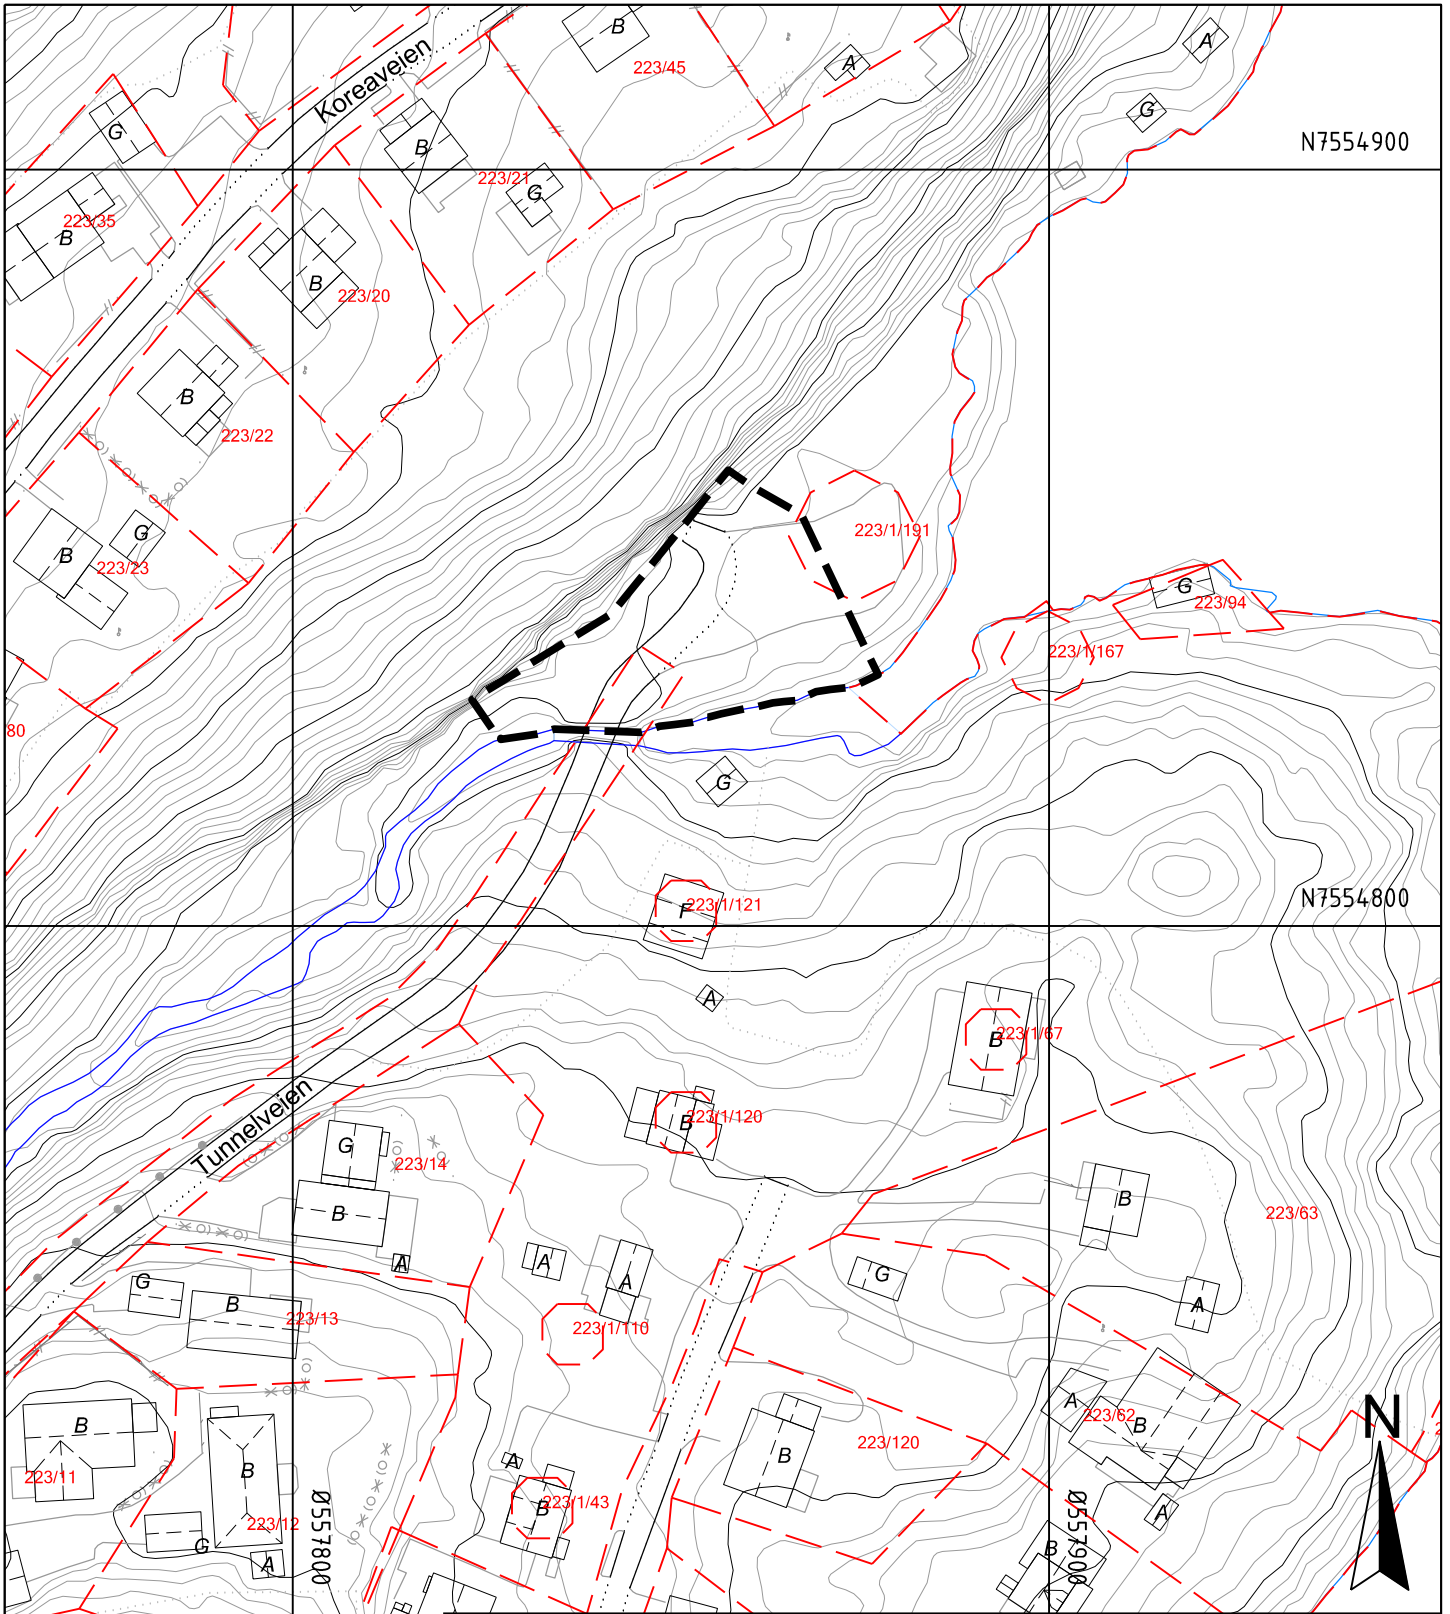 B
A
A
Koreaveien
223/45
G
G
N7554900
B
223/21
G
223/35
B
B
223/20
B
223/22
G
B
223/23
223/1/191
G
223/94
223/1/167
80
G
N7554800
F
223/1/121
A
B
223/1/67
Tunnelveien
B
223/1/120
G
223/14
B
B
223/63
A
A
A
G
G
B
223/13
A
223/1/110
A
223/62
B
B
223/11
223/120
B
N
A
B
223/12
G
A
B
223/1/43
A
B
Ø557800
Ø557900